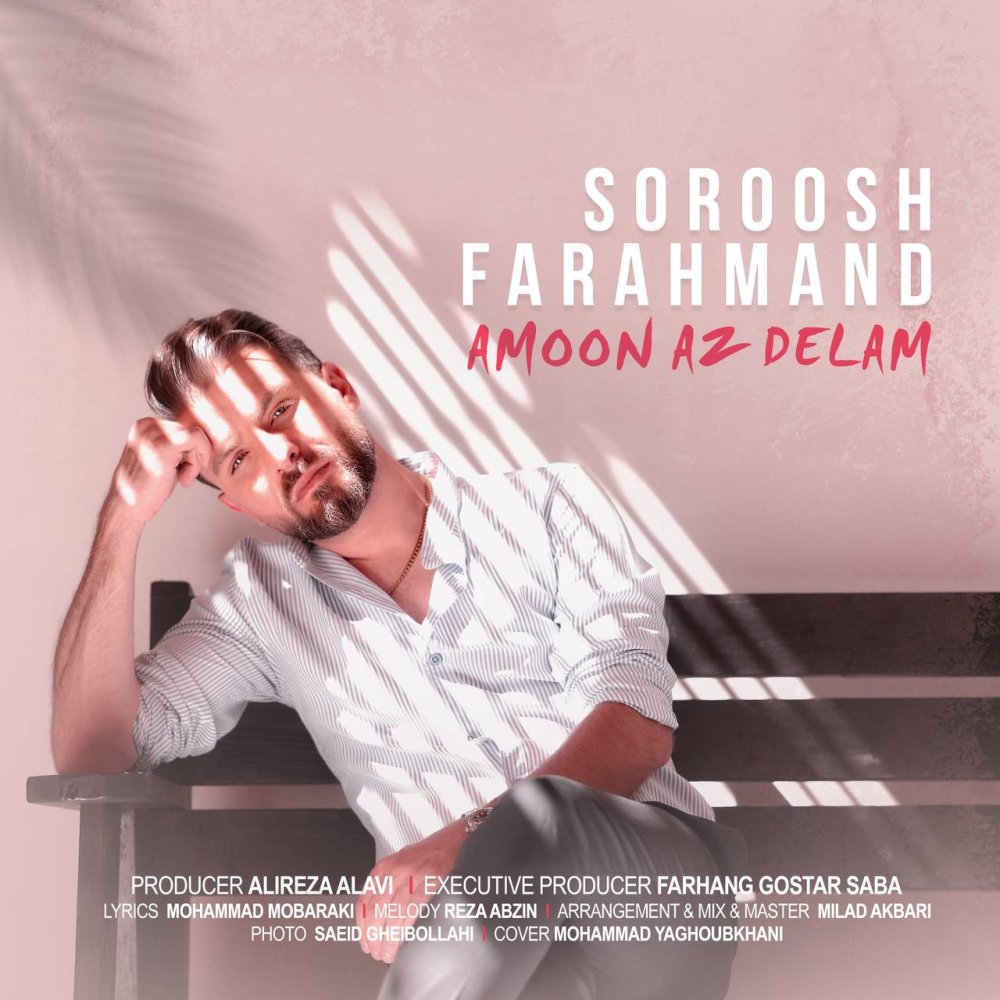 SOROOSH
FARAHMAND
AMOON AZ DELAM
PRODUCER ALIREZA ALAVI | EXECUTIVE PRODUCER FARHANG GOSTAR SABA
LYRICS MOHAMMAD MOBARAKI | MELODY REZA ABZIN | ARRANGEMENT & MIX & MASTER MILAD AKBARI
PHOTO SAEID GHEIBOLLAHI | COVER MOHAMMAD YAGHOUBKHANI